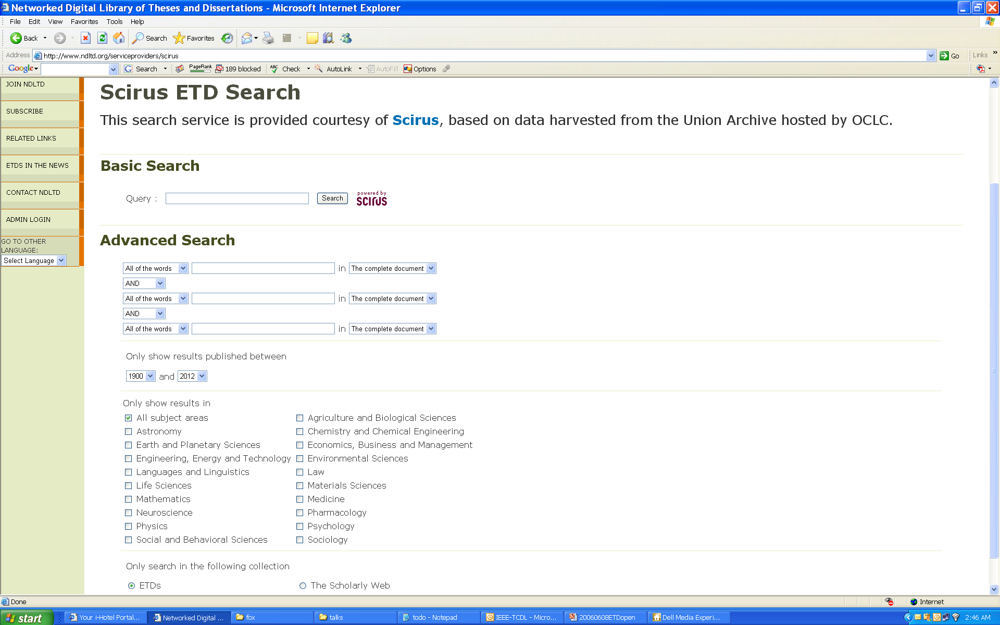 Networked Digital Library of Theses and Dissertations - Microsoft Internet Explorer
File Edit View Favorites Tools Help
Back Search Favorites
Address http://www.ndltd.org/serviceproviders/scirus Go Links »
Google Search PageRank 189 blocked ABC Check AutoLink AutoFill Options
JOIN NDLTD
SUBSCRIBE
RELATED LINKS
ETDS IN THE NEWS
CONTACT NDLTD
ADMIN LOGIN
GO TO OTHER
LANGUAGE:
Select Language
Scirus ETD Search
This search service is provided courtesy of Scirus, based on data harvested from the Union Archive hosted by OCLC.
Basic Search
Query : Search powered by
scirus
Advanced Search
All of the words in The complete document
AND
All of the words in The complete document
AND
All of the words in The complete document
Only show results published between
1900 and 2012
Only show results in
All subject areas Agriculture and Biological Sciences
Astronomy Chemistry and Chemical Engineering
Earth and Planetary Sciences Economics, Business and Management
Engineering, Energy and Technology Environmental Sciences
Languages and Linguistics Law
Life Sciences Materials Sciences
Mathematics Medicine
Neuroscience Pharmacology
Physics Psychology
Social and Behavioral Sciences Sociology
Only search in the following collection
ETDs The Scholarly Web
Done Internet
start Your i-Hotel Portal... Networked Digital ... fox talks todo - Notepad IEEE-TCDL - Micro... 20060608ETDopen Dell Media Experi... 2:46 AM